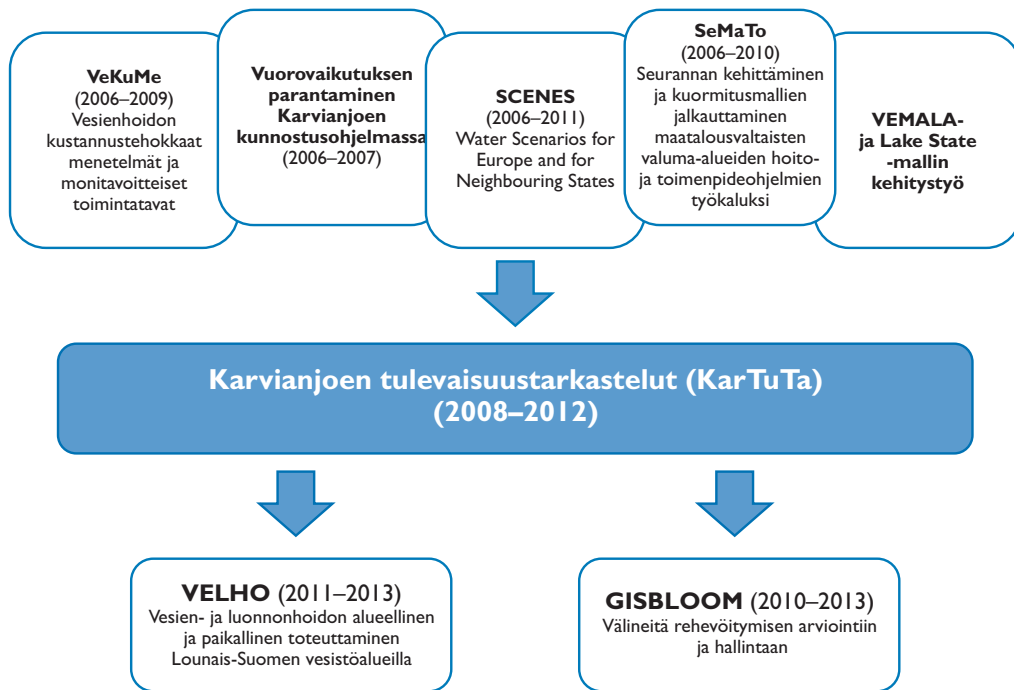 VeKuMe
(2006–2009)
Vesienhoidon
kustannustehokkaat
menetelmät ja
monitavoitteiset
toimintatavat
Vuorovaikutuksen
parantaminen
Karvianjoen
kunnostusohjelmassa
(2006–2007)
SCENES
(2006–2011)
Water Scenarios for
Europe and for
Neighbouring States
SeMaTo
(2006–2010)
Seurannan kehittäminen
ja kuormitusmallien
jalkauttaminen
maatalousvaltaisten
valuma-alueiden hoito-
ja toimenpideohjelmien
työkaluksi
VEMALA-
ja Lake State
-mallin
kehitystyö
Karvianjoen tulevaisuustarkastelut (KarTuTa)
(2008–2012)
VELHO (2011–2013)
Vesien- ja luonnonhoidon alueellinen
ja paikallinen toteuttaminen
Lounais-Suomen vesistöalueilla
GISBLOOM (2010–2013)
Välineitä rehevöitymisen arviointiin
ja hallintaan